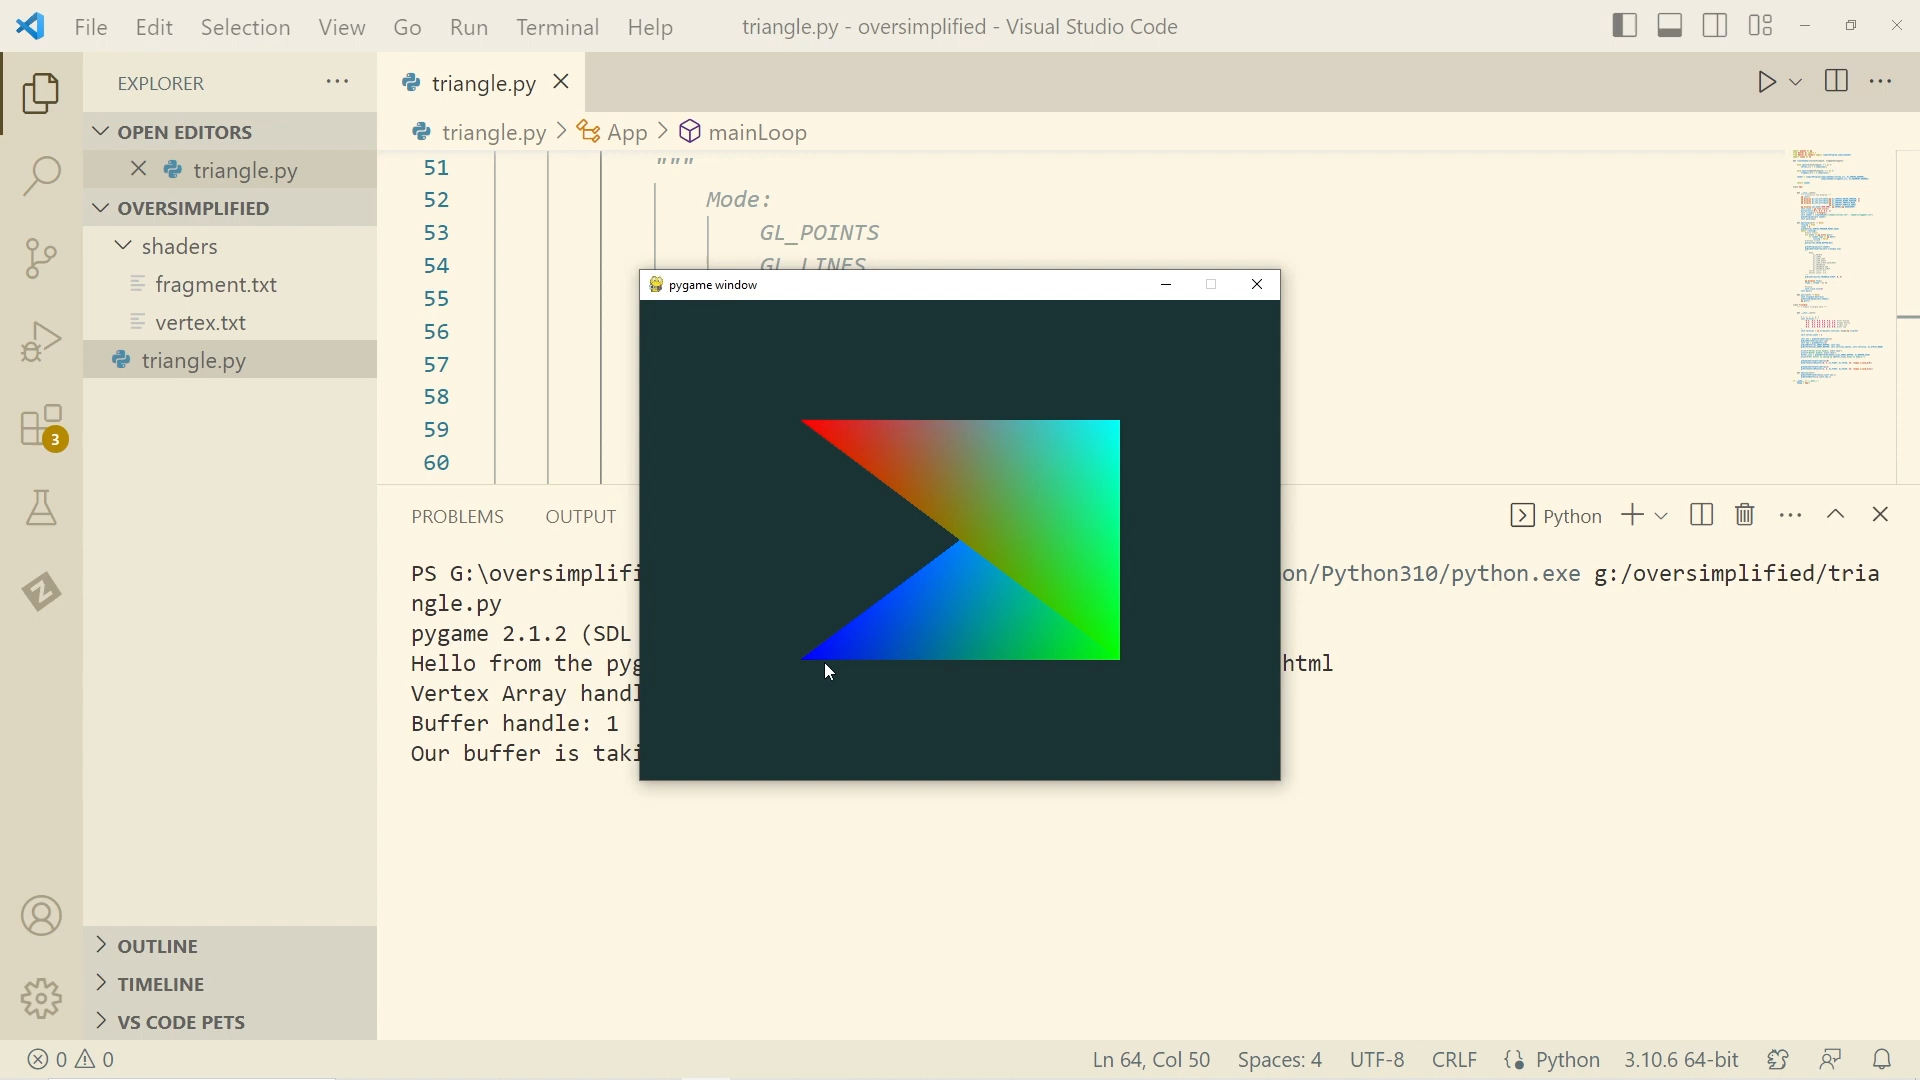 File Edit Selection View Go Run Terminal Help triangle.py - oversimplified - Visual Studio Code
EXPLORER
OPEN EDITORS
triangle.py
OVERSIMPLIFIED
shaders
fragment.txt
vertex.txt
triangle.py
3
OUTLINE
TIMELINE
VS CODE PETS
triangle.py
triangle.py > App > mainLoop
51 """
52 Mode:
53 GL_POINTS
54 GL_LINES
55
56
57
58
59
60
pygame window
PROBLEMS OUTPUT
Python
PS G:\oversimplifi on/Python310/python.exe g:/oversimplified/tria
ngle.py
pygame 2.1.2 (SDL
Hello from the pyg html
Vertex Array handl
Buffer handle: 1
Our buffer is taki
0 0 Ln 64, Col 50 Spaces: 4 UTF-8 CRLF Python 3.10.6 64-bit